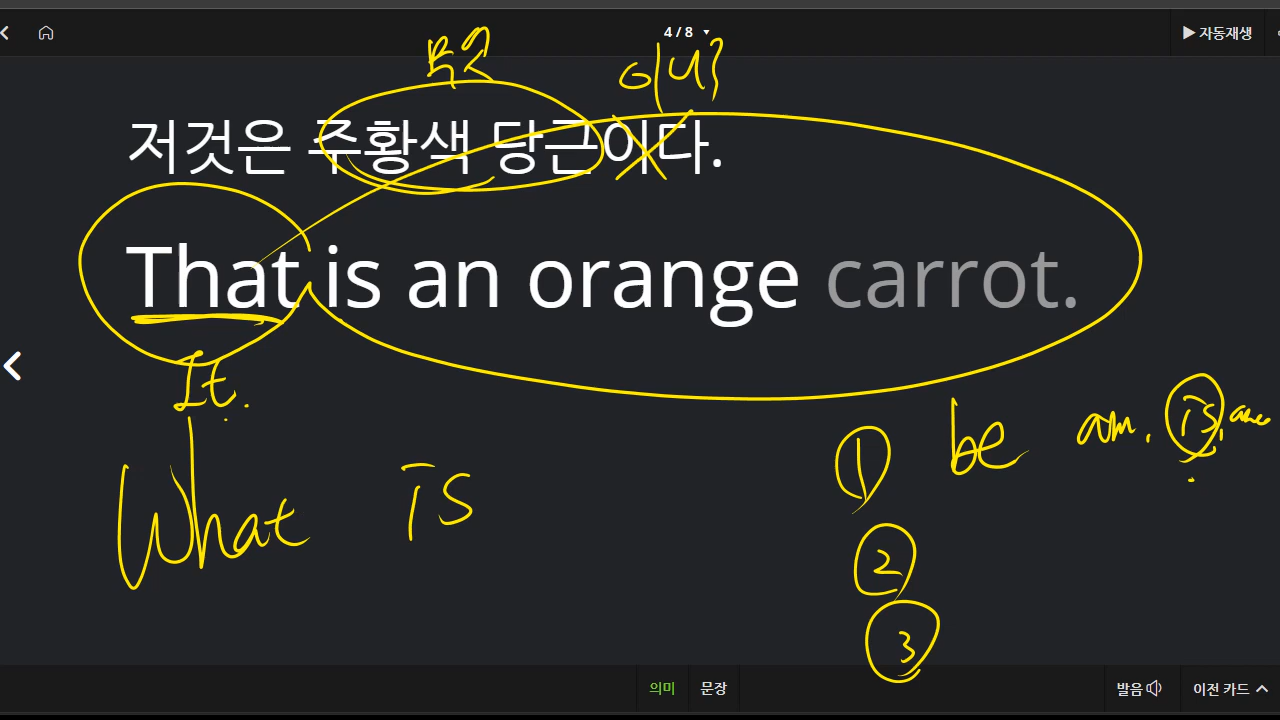 4 / 8
자동재생
이니?
저것은 주황색 당근이다.
That is an orange carrot.
It.
What is
① be am. is, are
②
③
의미 문장 발음 이전 카드